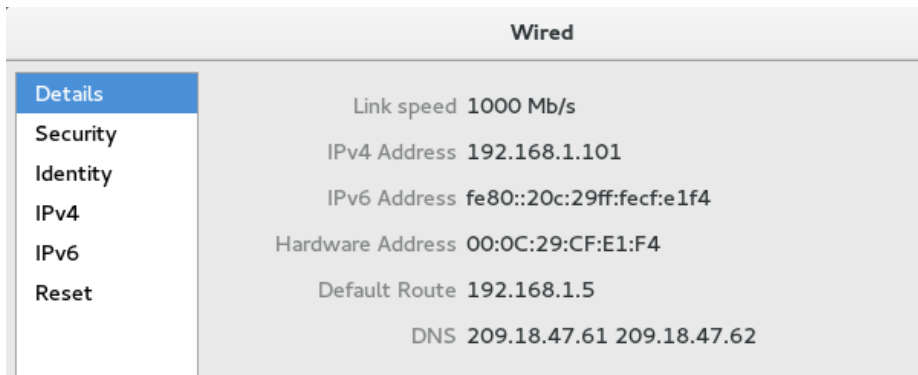 Wired
Details
Security
Identity
IPv4
IPv6
Reset
Link speed 1000 Mb/s
IPv4 Address 192.168.1.101
IPv6 Address fe80::20c:29ff:fecf:e1f4
Hardware Address 00:0C:29:CF:E1:F4
Default Route 192.168.1.5
DNS 209.18.47.61 209.18.47.62